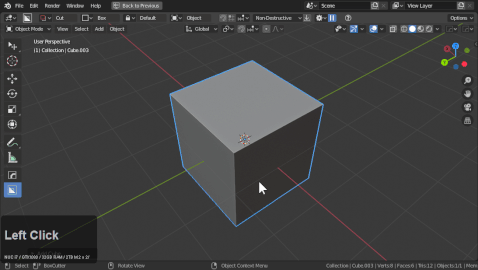 File Edit Render Window Help Back to Previous Scene View Layer
Cut Box Default Object Non-Destructive Options
Object Mode View Select Add Object Global
User Perspective
(1) Collection | Cube.003
Left Click
Select BoxCutter Rotate View Object Context Menu Collection | Cube.003 | Verts:8 | Faces:6 | Tris:12 | Objects:1/1 | Mem